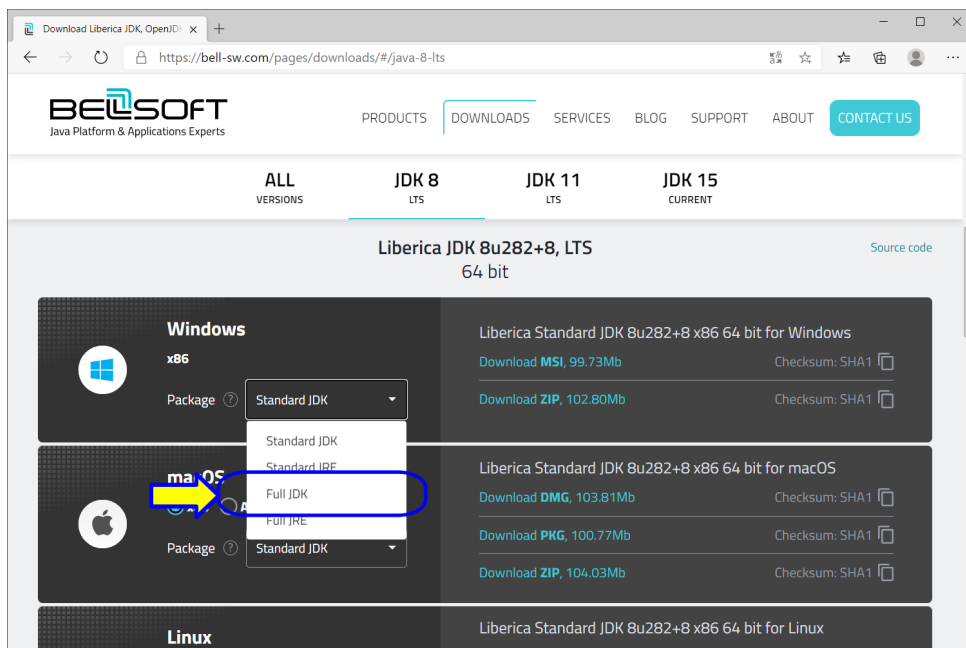 Download Liberica JDK, OpenJD
https://bell-sw.com/pages/downloads/#/java-8-lts
BELLSOFT
Java Platform & Applications Experts
PRODUCTS DOWNLOADS SERVICES BLOG SUPPORT ABOUT CONTACT US
ALL JDK 8 JDK 11 JDK 15
VERSIONS LTS LTS CURRENT
Liberica JDK 8u282+8, LTS Source code
64 bit
Windows
x86
Package ? Standard JDK
Standard JDK
Standard JRE
Full JDK
Full JRE
Liberica Standard JDK 8u282+8 x86 64 bit for Windows
Download MSI, 99.73Mb Checksum: SHA1
Download ZIP, 102.80Mb Checksum: SHA1
macOS
Package ? Standard JDK
Liberica Standard JDK 8u282+8 x86 64 bit for macOS
Download DMG, 103.81Mb Checksum: SHA1
Download PKG, 100.77Mb Checksum: SHA1
Download ZIP, 104.03Mb Checksum: SHA1
Linux
Liberica Standard JDK 8u282+8 x86 64 bit for Linux